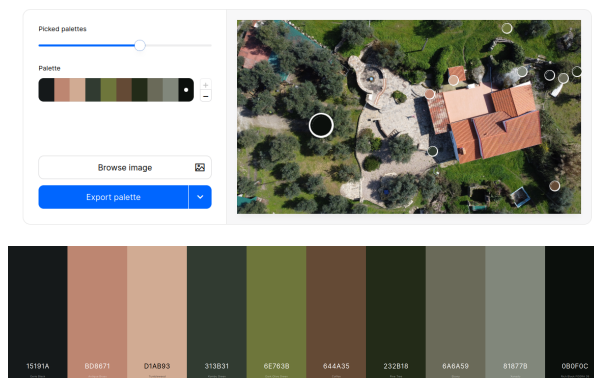 Picked palettes
Palette
Browse image
Export palette
15191A
BD8671
D1AB93
313B31
6E763B
644A35
232B18
6A6A59
81877B
0B0F0C